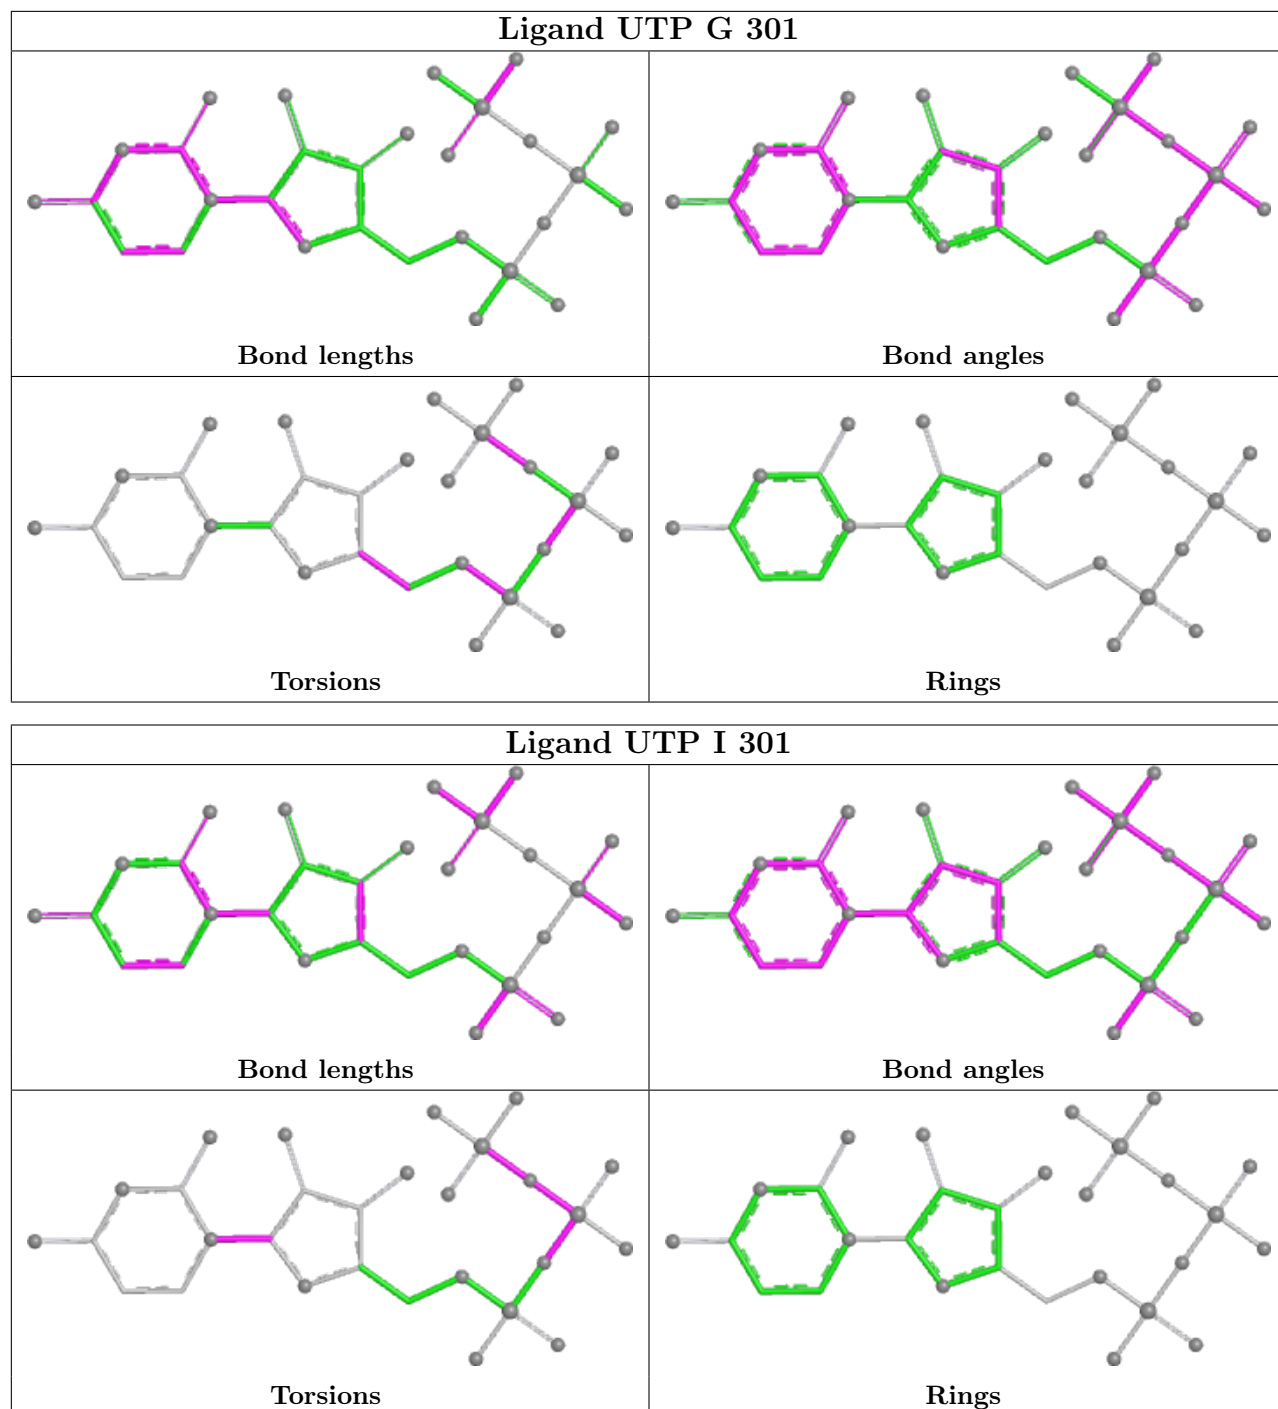 Ligand UTP G 301
Bond lengths
Bond angles
Torsions
Rings
Ligand UTP I 301
Bond lengths
Bond angles
Torsions
Rings